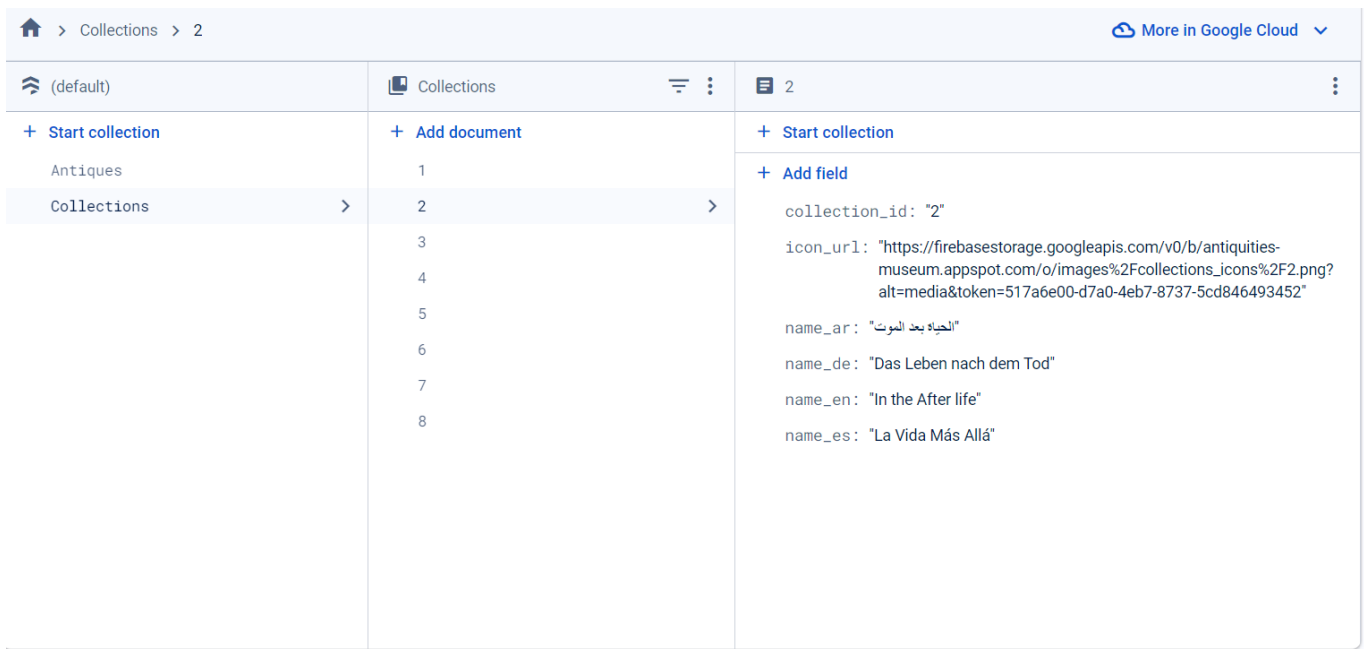 Collections > 2
More in Google Cloud
(default)
Collections
2
+ Start collection
Antiques
Collections
+ Add document
1
2
3
4
5
6
7
8
+ Start collection
+ Add field
collection_id: "2"
icon_url: "https://firebasestorage.googleapis.com/v0/b/antiquities-
museum.appspot.com/o/images%2Fcollections_icons%2F2.png?
alt=media&token=517a6e00-d7a0-4eb7-8737-5cd846493452"
name_ar: "الحياة بعد الموت"
name_de: "Das Leben nach dem Tod"
name_en: "In the After life"
name_es: "La Vida Más Allá"